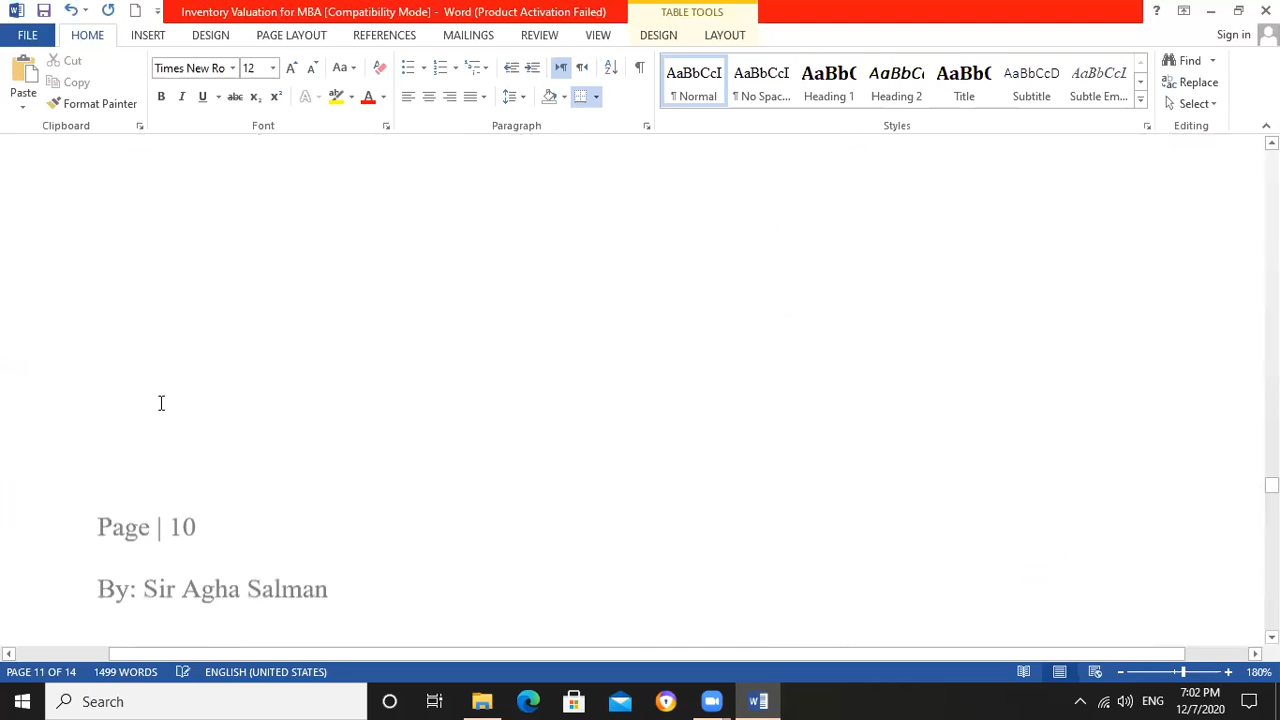 Inventory Valuation for MBA [Compatibility Mode] - Word (Product Activation Failed)
TABLE TOOLS
FILE HOME INSERT DESIGN PAGE LAYOUT REFERENCES MAILINGS REVIEW VIEW DESIGN LAYOUT Sign in
Paste
Cut
Copy
Format Painter
Clipboard
Times New Ro 12
Font
Paragraph
AaBbCcI AaBbCcI AaBb( AaBbC AaBb( AaBbCcD AaBbCcI
¶ Normal ¶ No Spac... Heading 1 Heading 2 Title Subtitle Subtle Em...
Styles
Find
Replace
Select
Editing
Page | 10
By: Sir Agha Salman
PAGE 11 OF 14 1499 WORDS ENGLISH (UNITED STATES) 180%
Search
ENG
7:02 PM
12/7/2020